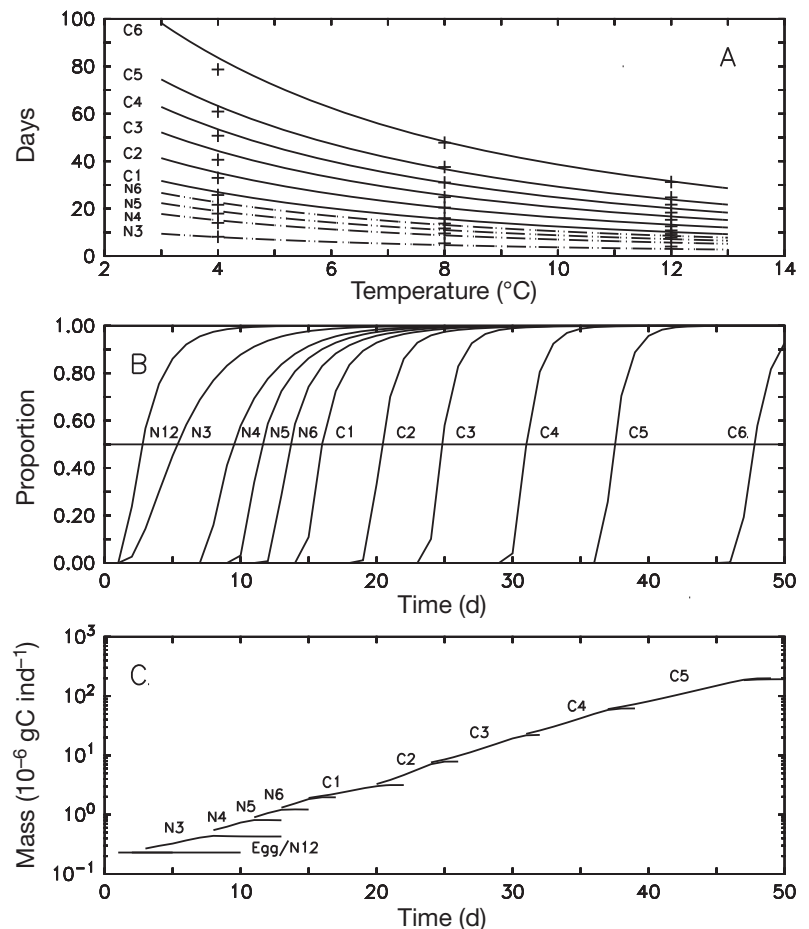 100
80
60
40
20
0
Days
C6
C5
C4
C3
C2
C1
N6
N5
N4
N3
A
2 4 6 8 10 12 14
Temperature (°C)
1.00
0.80
0.60
0.40
0.20
0.00
Proportion
B
N12 N3 N4 N5 N6 C1 C2 C3 C4 C5 C6
0 10 20 30 40 50
Time (d)
10³
10²
10¹
10⁰
10⁻¹
Mass (10⁻⁶ gC ind⁻¹)
C
C5
C4
C3
C2
C1
N6
N5
N4
N3
Egg/N12
0 10 20 30 40 50
Time (d)